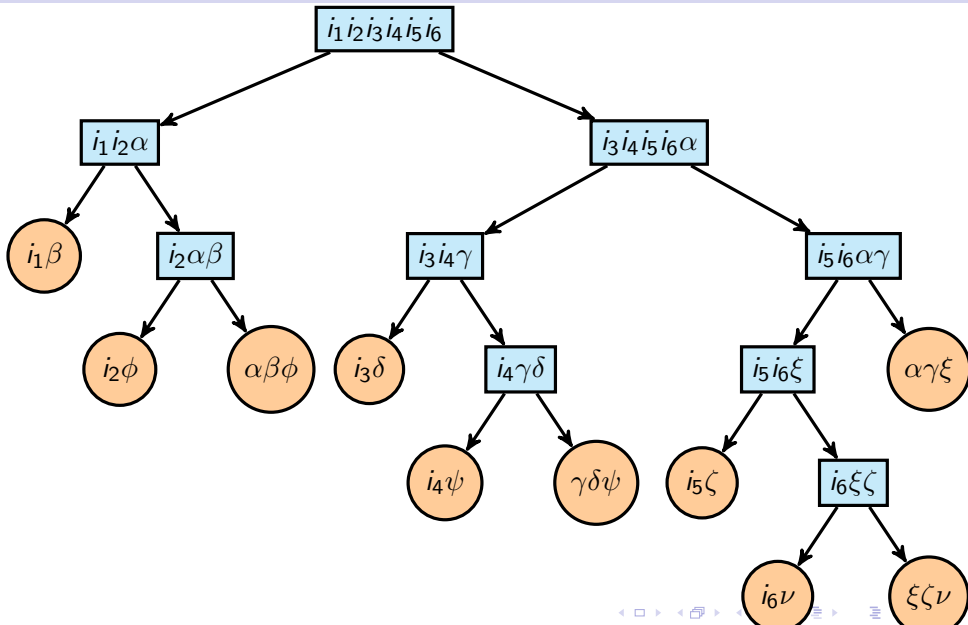 i₁i₂i₃i₄i₅i₆
i₁i₂α
i₃i₄i₅i₆α
i₁β
i₂αβ
i₃i₄γ
i₅i₆αγ
i₂ϕ
αβϕ
i₃δ
i₄γδ
i₅i₆ξ
αγξ
i₄ψ
γδψ
i₅ζ
i₆ξζ
i₆ν
ξζν